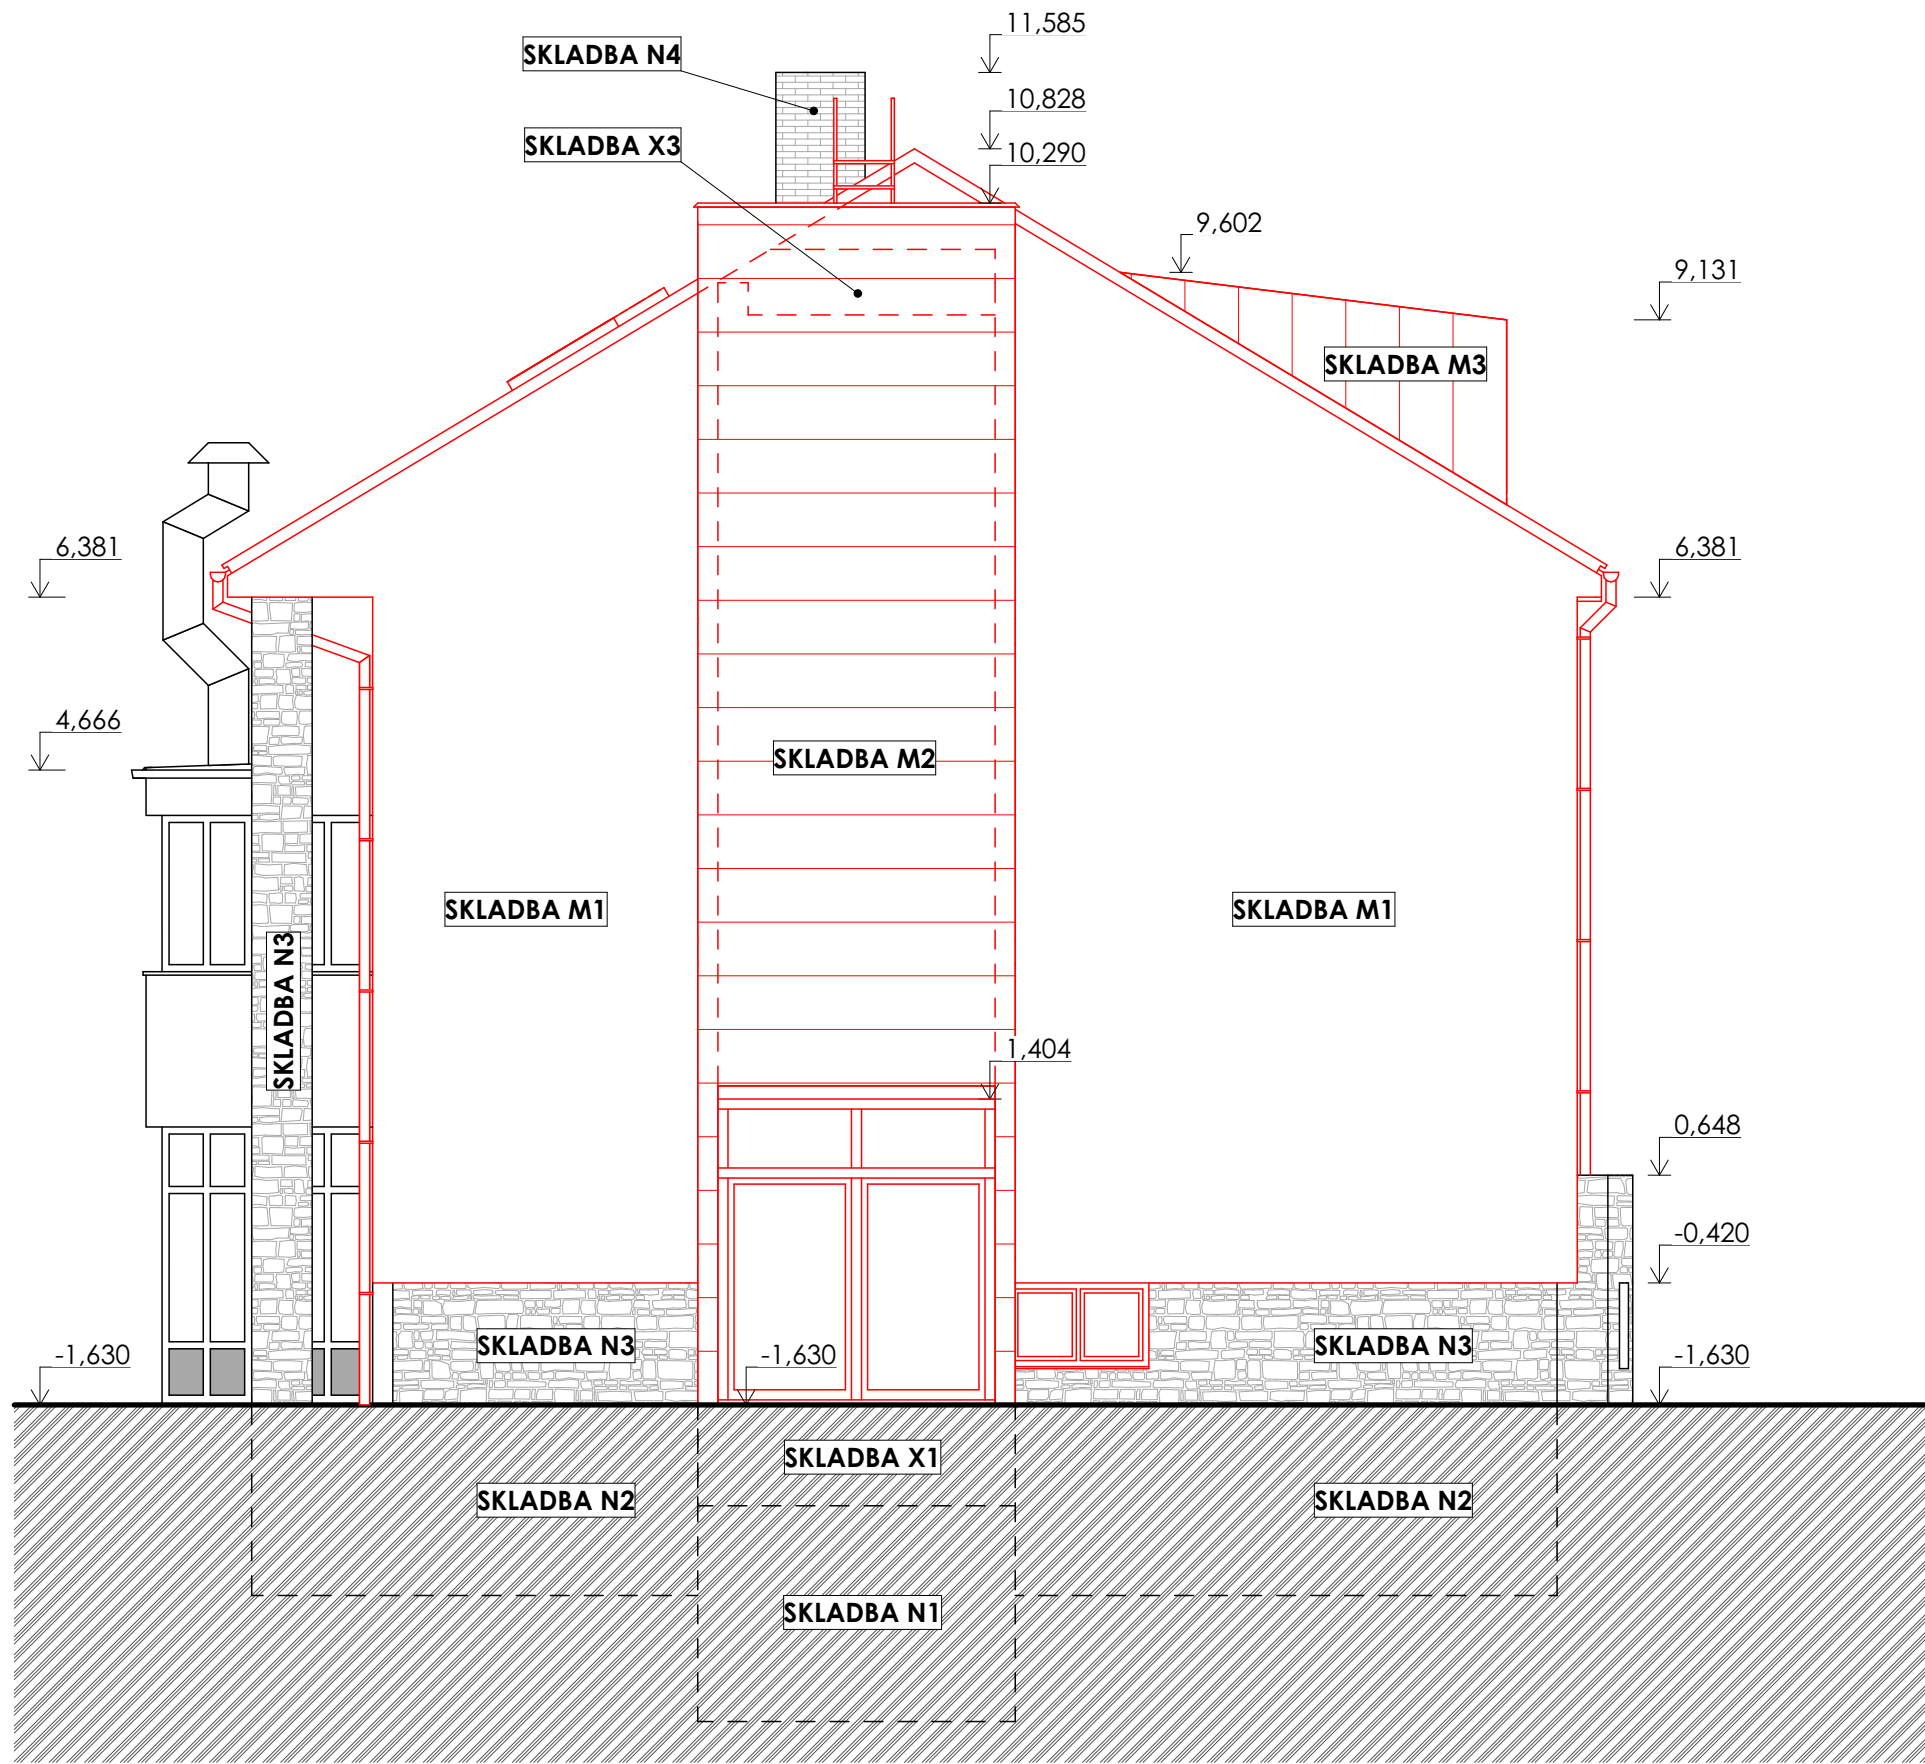 11,585
SKLADBA N4
10,828
SKLADBA X3
10,290
9,602
9,131
SKLADBA M3
6,381
6,381
4,666
SKLADBA M2
SKLADBA M1
SKLADBA M1
SKLADBA N3
1,404
0,648
-0,420
SKLADBA N3
SKLADBA N3
-1,630
-1,630
-1,630
SKLADBA X1
SKLADBA N2
SKLADBA N2
SKLADBA N1